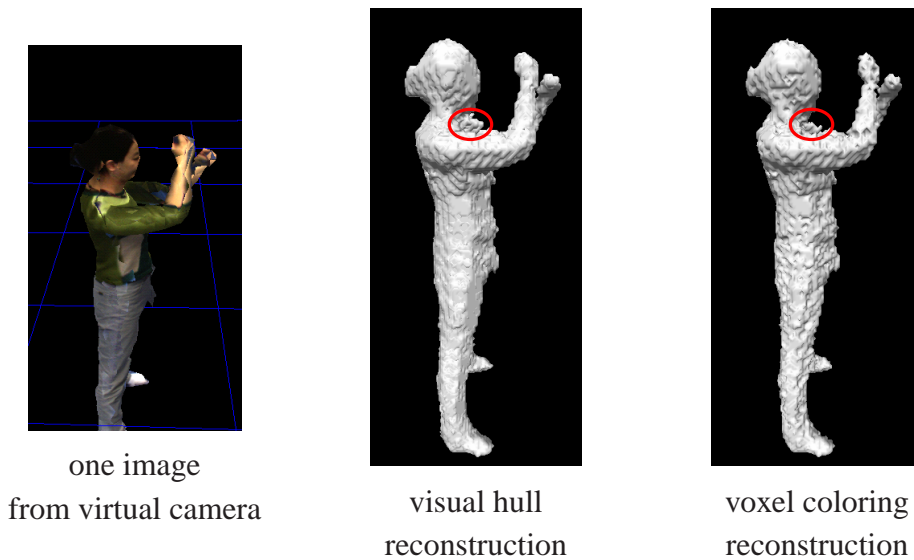 one image
from virtual camera
visual hull
reconstruction
voxel coloring
reconstruction